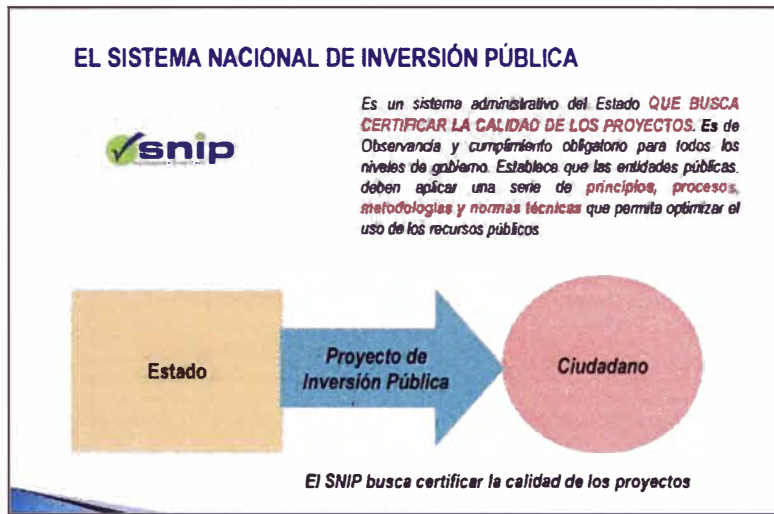 EL SISTEMA NACIONAL DE INVERSIÓN PÚBLICA
snip
Es un sistema administrativo del Estado QUE BUSCA
CERTIFICAR LA CALIDAD DE LOS PROYECTOS. Es de
Observancia y cumplimiento obligatorio para todos los
niveles de gobierno. Establece que las entidades públicas.
deben aplicar una serie de principios, procesos,
metodologías y normas técnicas que permita optimizar el
uso de los recursos públicos
Estado
Proyecto de
Inversión Pública
Ciudadano
El SNIP busca certificar la calidad de los proyectos